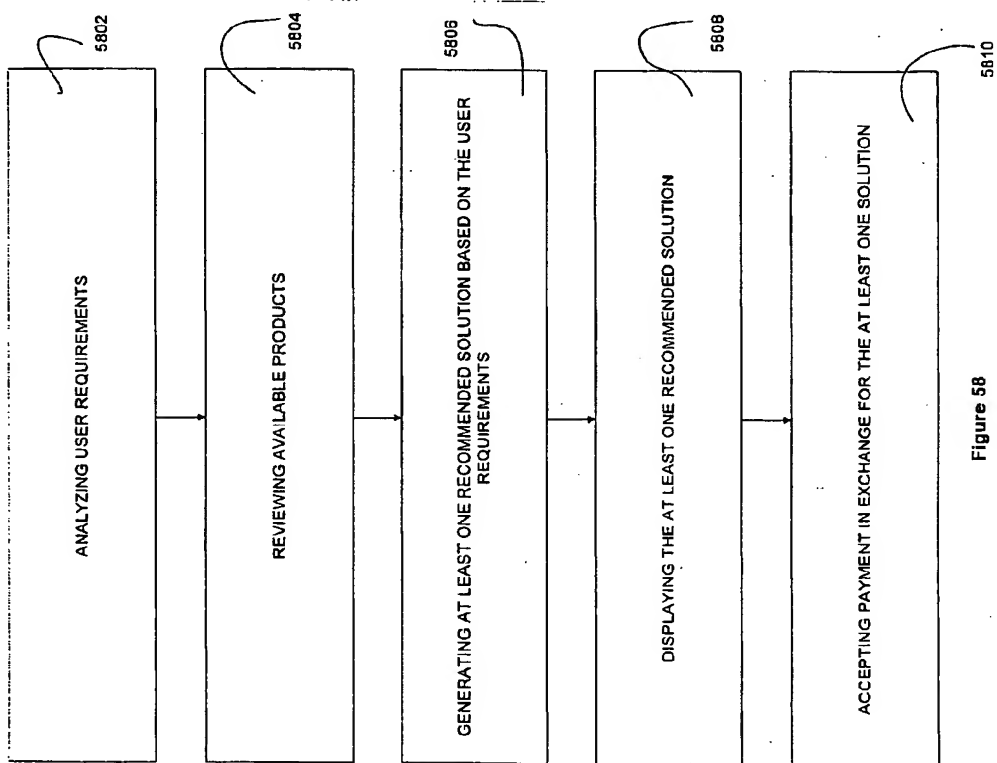 ANALYZING USER REQUIREMENTS
5802
REVIEWING AVAILABLE PRODUCTS
5804
GENERATING AT LEAST ONE RECOMMENDED SOLUTION BASED ON THE USER
REQUIREMENTS
5806
DISPLAYING THE AT LEAST ONE RECOMMENDED SOLUTION
5808
ACCEPTING PAYMENT IN EXCHANGE FOR THE AT LEAST ONE SOLUTION
5810
Figure 58